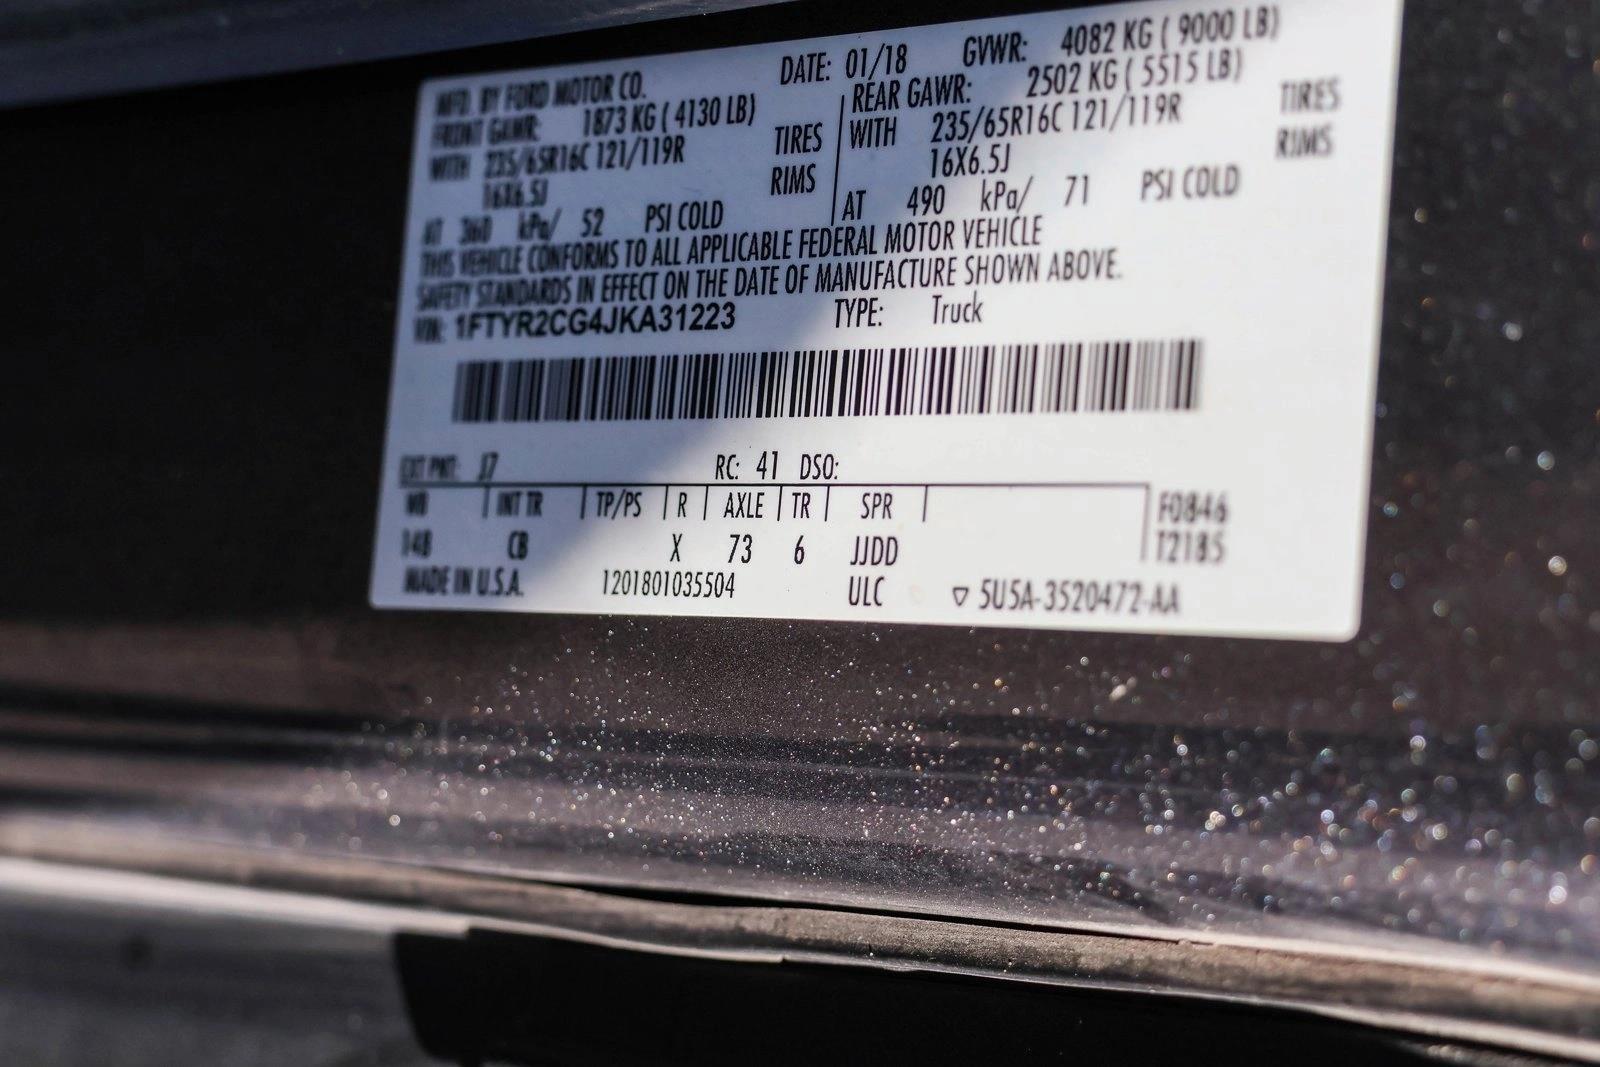 MFD. BY FORD MOTOR CO.
DATE: 01/18 GVWR: 4082 KG ( 9000 LB)
FRONT GAWR: 1873 KG ( 4130 LB)
WITH 235/65R16C 121/119R TIRES
16X6.5J RIMS
AT 360 kPa/ 52 PSI COLD
REAR GAWR: 2502 KG ( 5515 LB)
WITH 235/65R16C 121/119R TIRES
16X6.5J RIMS
AT 490 kPa/ 71 PSI COLD
THIS VEHICLE CONFORMS TO ALL APPLICABLE FEDERAL MOTOR VEHICLE
SAFETY STANDARDS IN EFFECT ON THE DATE OF MANUFACTURE SHOWN ABOVE.
VIN: 1FTYR2CG4JKA31223 TYPE: Truck
EXT PNT: J7 RC: 41 DSO:
WB INT TR TP/PS R AXLE TR SPR F0846
148 CB X 73 6 JJDD T2185
MADE IN U.S.A. 1201801035504 ULC ▽ 5U5A-3520472-AA